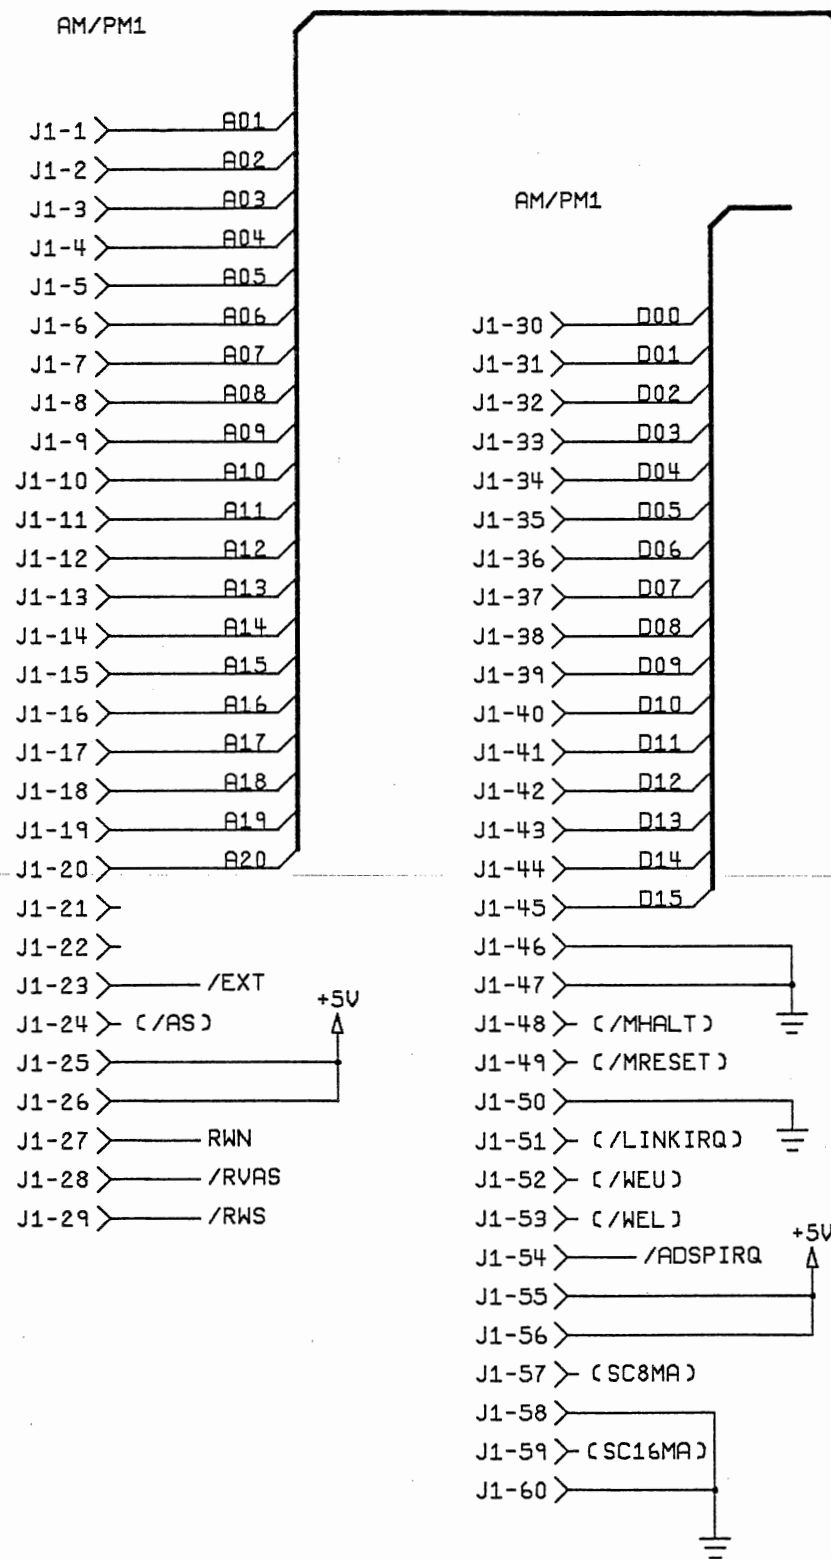 AM/PM1
J1-1 A01
J1-2 A02
J1-3 A03
J1-4 A04
J1-5 A05
J1-6 A06
J1-7 A07
J1-8 A08
J1-9 A09
J1-10 A10
J1-11 A11
J1-12 A12
J1-13 A13
J1-14 A14
J1-15 A15
J1-16 A16
J1-17 A17
J1-18 A18
J1-19 A19
J1-20 A20
J1-21
J1-22
J1-23 /EXT
+5V
J1-24 (/AS)
J1-25
J1-26
J1-27 RWN
J1-28 /RVAS
J1-29 /RWS
AM/PM1
J1-30 D00
J1-31 D01
J1-32 D02
J1-33 D03
J1-34 D04
J1-35 D05
J1-36 D06
J1-37 D07
J1-38 D08
J1-39 D09
J1-40 D10
J1-41 D11
J1-42 D12
J1-43 D13
J1-44 D14
J1-45 D15
J1-46
J1-47
J1-48 (/MHALT)
J1-49 (/MRESET)
J1-50
J1-51 (/LINKIRQ)
J1-52 (/WEU)
J1-53 (/WEL)
+5V
J1-54 /ADSPIRQ
J1-55
J1-56
J1-57 (SC8MA)
J1-58
J1-59 (SC16MA)
J1-60